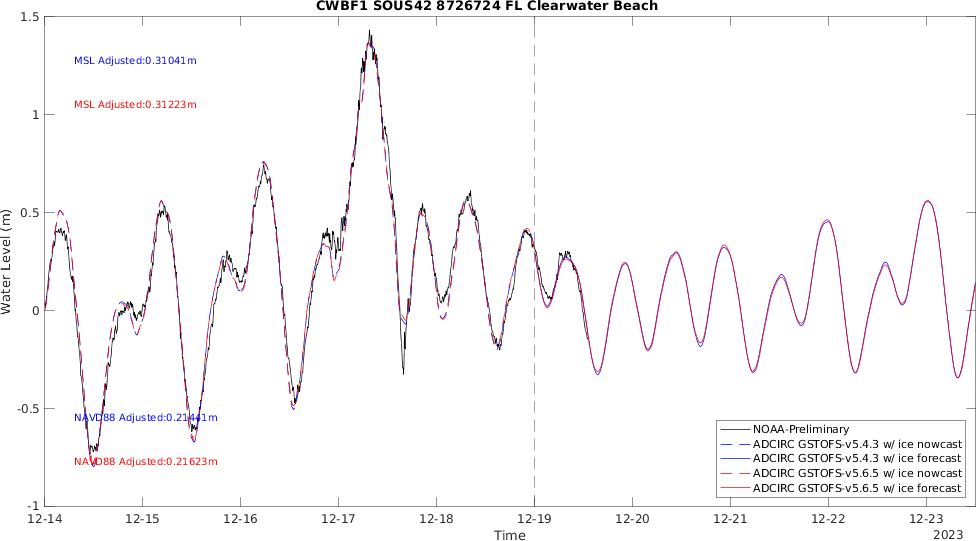 CWBF1 SOUS42 8726724 FL Clearwater Beach
1.5
MSL Adjusted:0.31041m
MSL Adjusted:0.31223m
1
0.5
Water Level (m)
0
-0.5
NAVD88 Adjusted:0.21441m
NAVD88 Adjusted:0.21623m
NOAA-Preliminary
ADCIRC GSTOFS-v5.4.3 w/ ice nowcast
ADCIRC GSTOFS-v5.4.3 w/ ice forecast
ADCIRC GSTOFS-v5.6.5 w/ ice nowcast
ADCIRC GSTOFS-v5.6.5 w/ ice forecast
-1
12-14 12-15 12-16 12-17 12-18 12-19 12-20 12-21 12-22 12-23
Time
2023